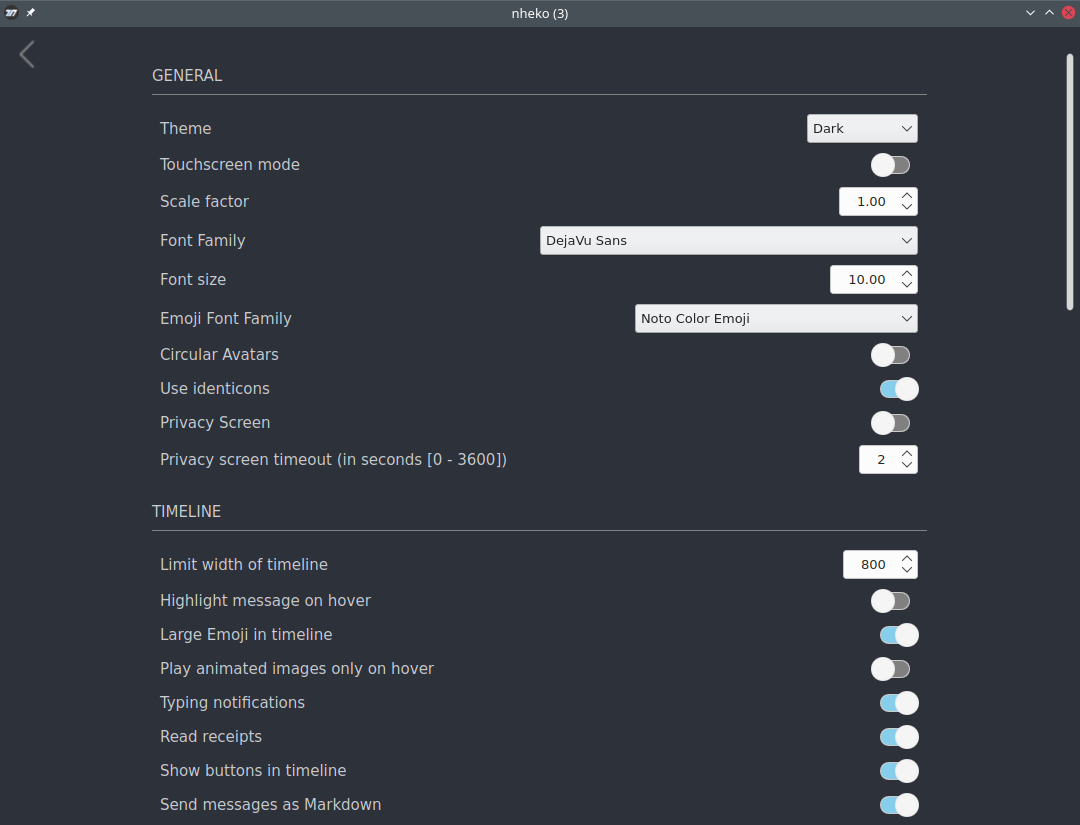 nheko (3)
GENERAL
Theme Dark
Touchscreen mode
Scale factor 1.00
Font Family DejaVu Sans
Font size 10.00
Emoji Font Family Noto Color Emoji
Circular Avatars
Use identicons
Privacy Screen
Privacy screen timeout (in seconds [0 - 3600]) 2
TIMELINE
Limit width of timeline 800
Highlight message on hover
Large Emoji in timeline
Play animated images only on hover
Typing notifications
Read receipts
Show buttons in timeline
Send messages as Markdown